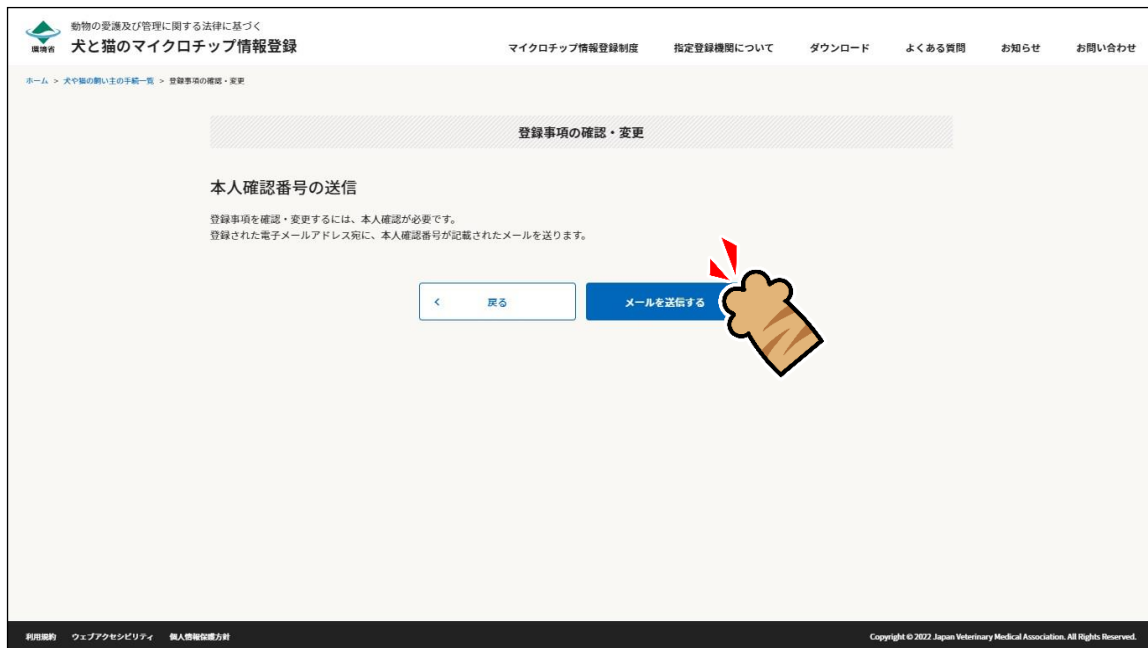 動物の愛護及び管理に関する法律に基づく
環境省
犬と猫のマイクロチップ情報登録
マイクロチップ情報登録制度 指定登録機関について ダウンロード よくある質問 お知らせ お問い合わせ
ホーム > 犬や猫の飼い主の手続一覧 > 登録事項の確認・変更
登録事項の確認・変更
本人確認番号の送信
登録事項を確認・変更するには、本人確認が必要です。
登録された電子メールアドレス宛に、本人確認番号が記載されたメールを送ります。
< 戻る メールを送信する
利用規約 ウェブアクセシビリティ 個人情報保護方針 Copyright © 2022 Japan Veterinary Medical Association. All Rights Reserved.